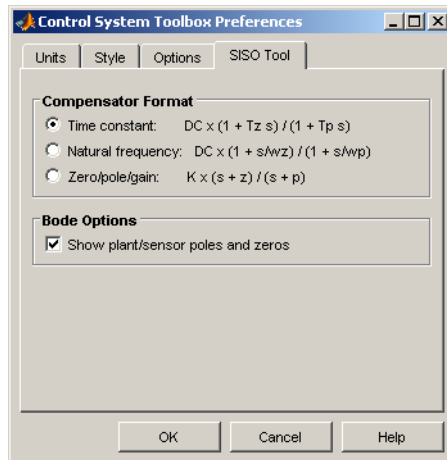 Control System Toolbox Preferences
Units Style Options SISO Tool
Compensator Format
Time constant: DC x (1 + Tz s) / (1 + Tp s)
Natural frequency: DC x (1 + s/wz) / (1 + s/wp)
Zero/pole/gain: K x (s + z) / (s + p)
Bode Options
Show plant/sensor poles and zeros
OK Cancel Help